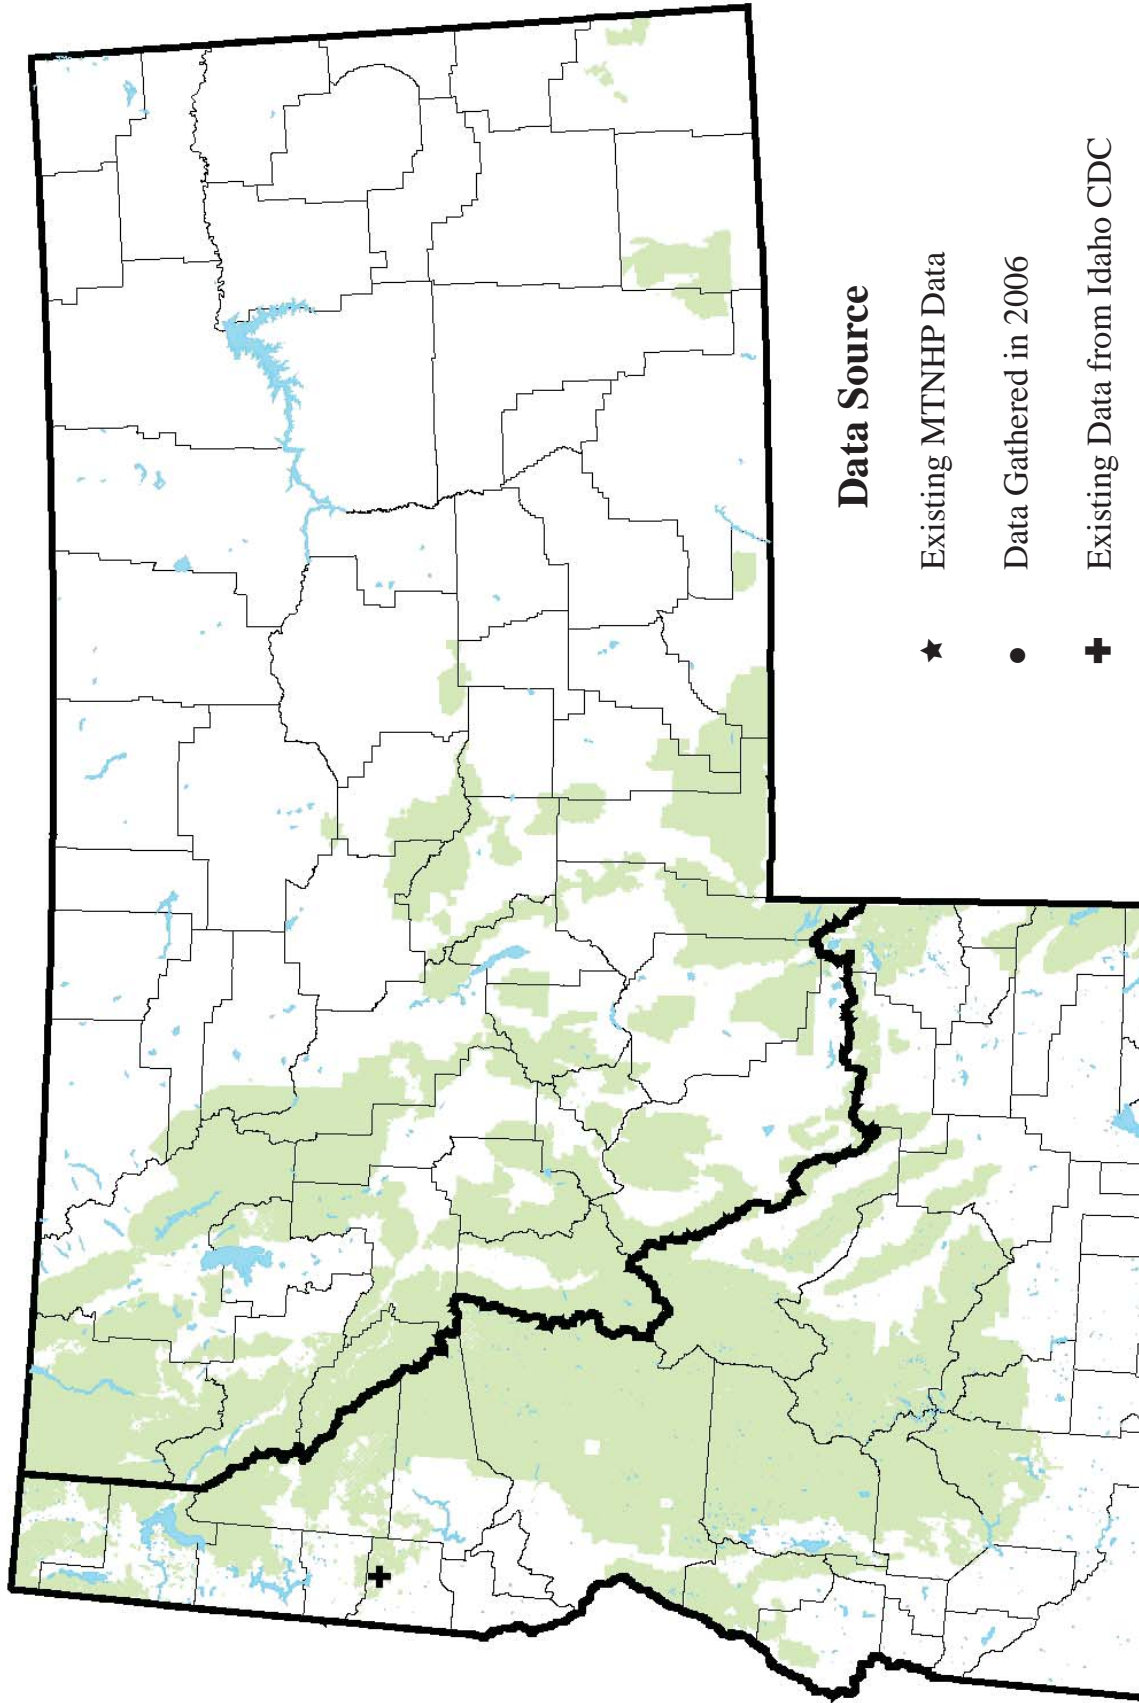 Data Source
Existing MTNHP Data
Data Gathered in 2006
Existing Data from Idaho CDC